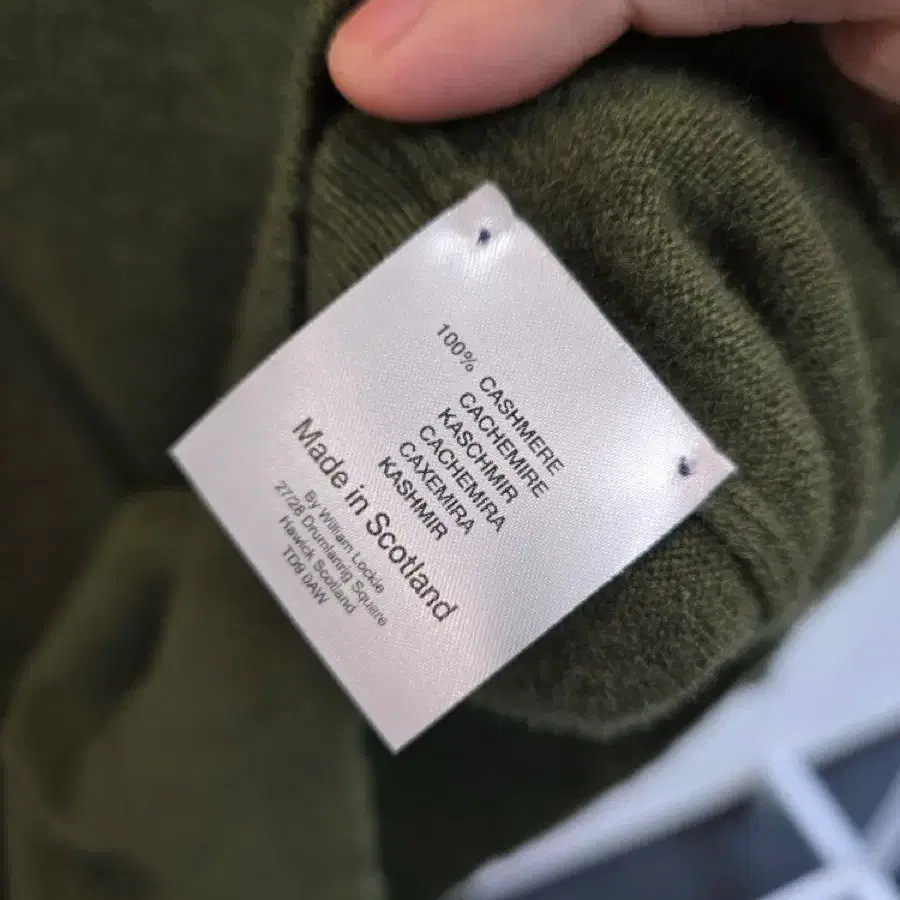 100% CASHMERE
CACHEMIRE
KASCHMIR
CACHEMIRA
CAXEMIRA
KASHMIR
Made in Scotland
By William Lockie
27/28 Drumlanrig Square
Hawick Scotland
TD9 0AW